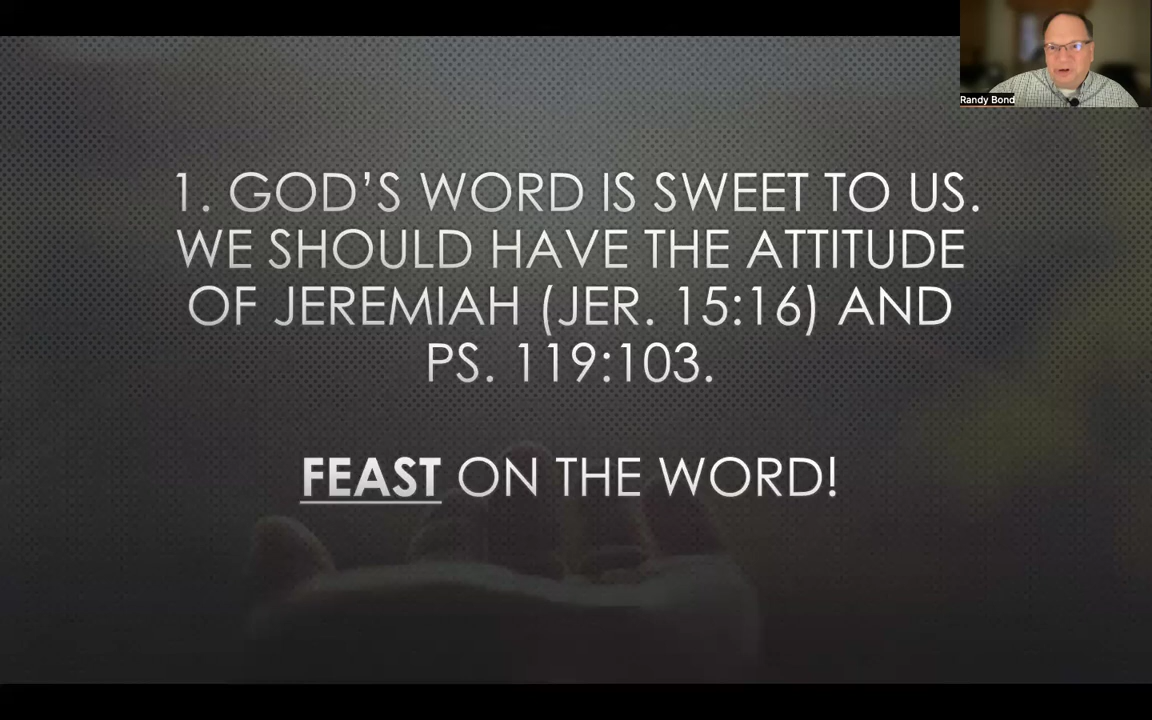 Randy Bond
1. GOD’S WORD IS SWEET TO US.
WE SHOULD HAVE THE ATTITUDE
OF JEREMIAH (JER. 15:16) AND
PS. 119:103.
FEAST ON THE WORD!